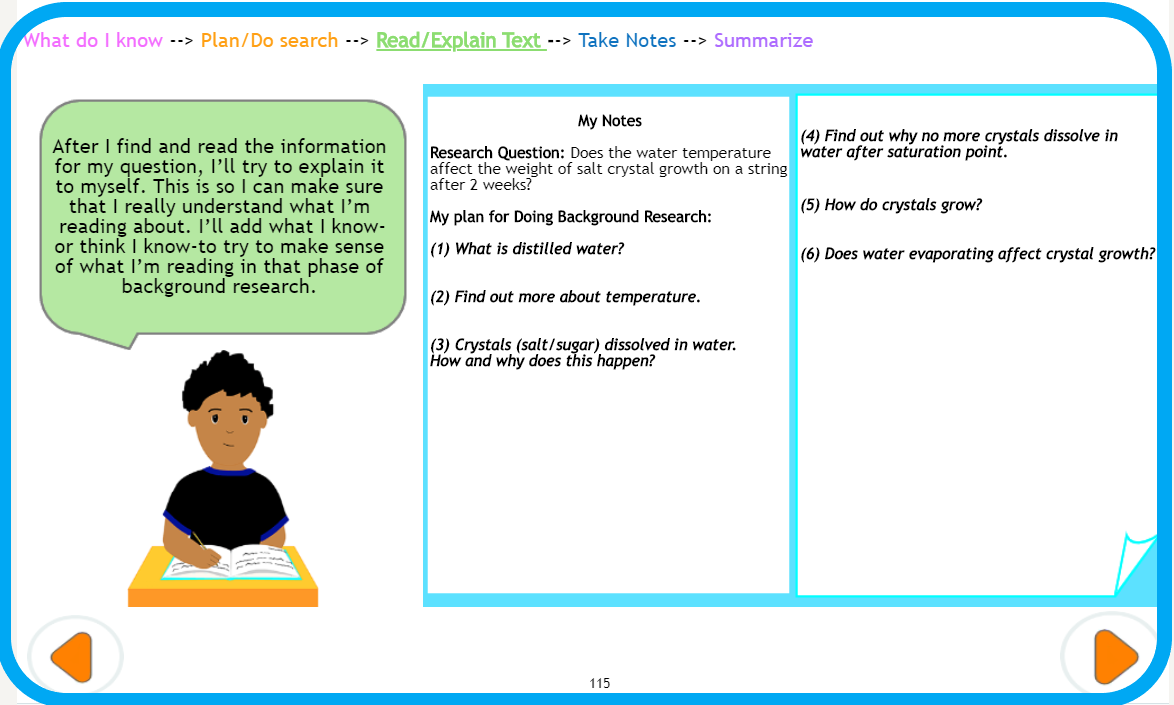 What do I know --> Plan/Do search --> Read/Explain Text --> Take Notes --> Summarize
After I find and read the information
for my question, I'll try to explain it
to myself. This is so I can make sure
that I really understand what I'm
reading about. I'll add what I know-
or think I know-to try to make sense
of what I'm reading in that phase of
background research.
My Notes
Research Question: Does the water temperature
affect the weight of salt crystal growth on a string
after 2 weeks?
My plan for Doing Background Research:
(1) What is distilled water?
(2) Find out more about temperature.
(3) Crystals (salt/sugar) dissolved in water.
How and why does this happen?
(4) Find out why no more crystals dissolve in
water after saturation point.
(5) How do crystals grow?
(6) Does water evaporating affect crystal growth?
115